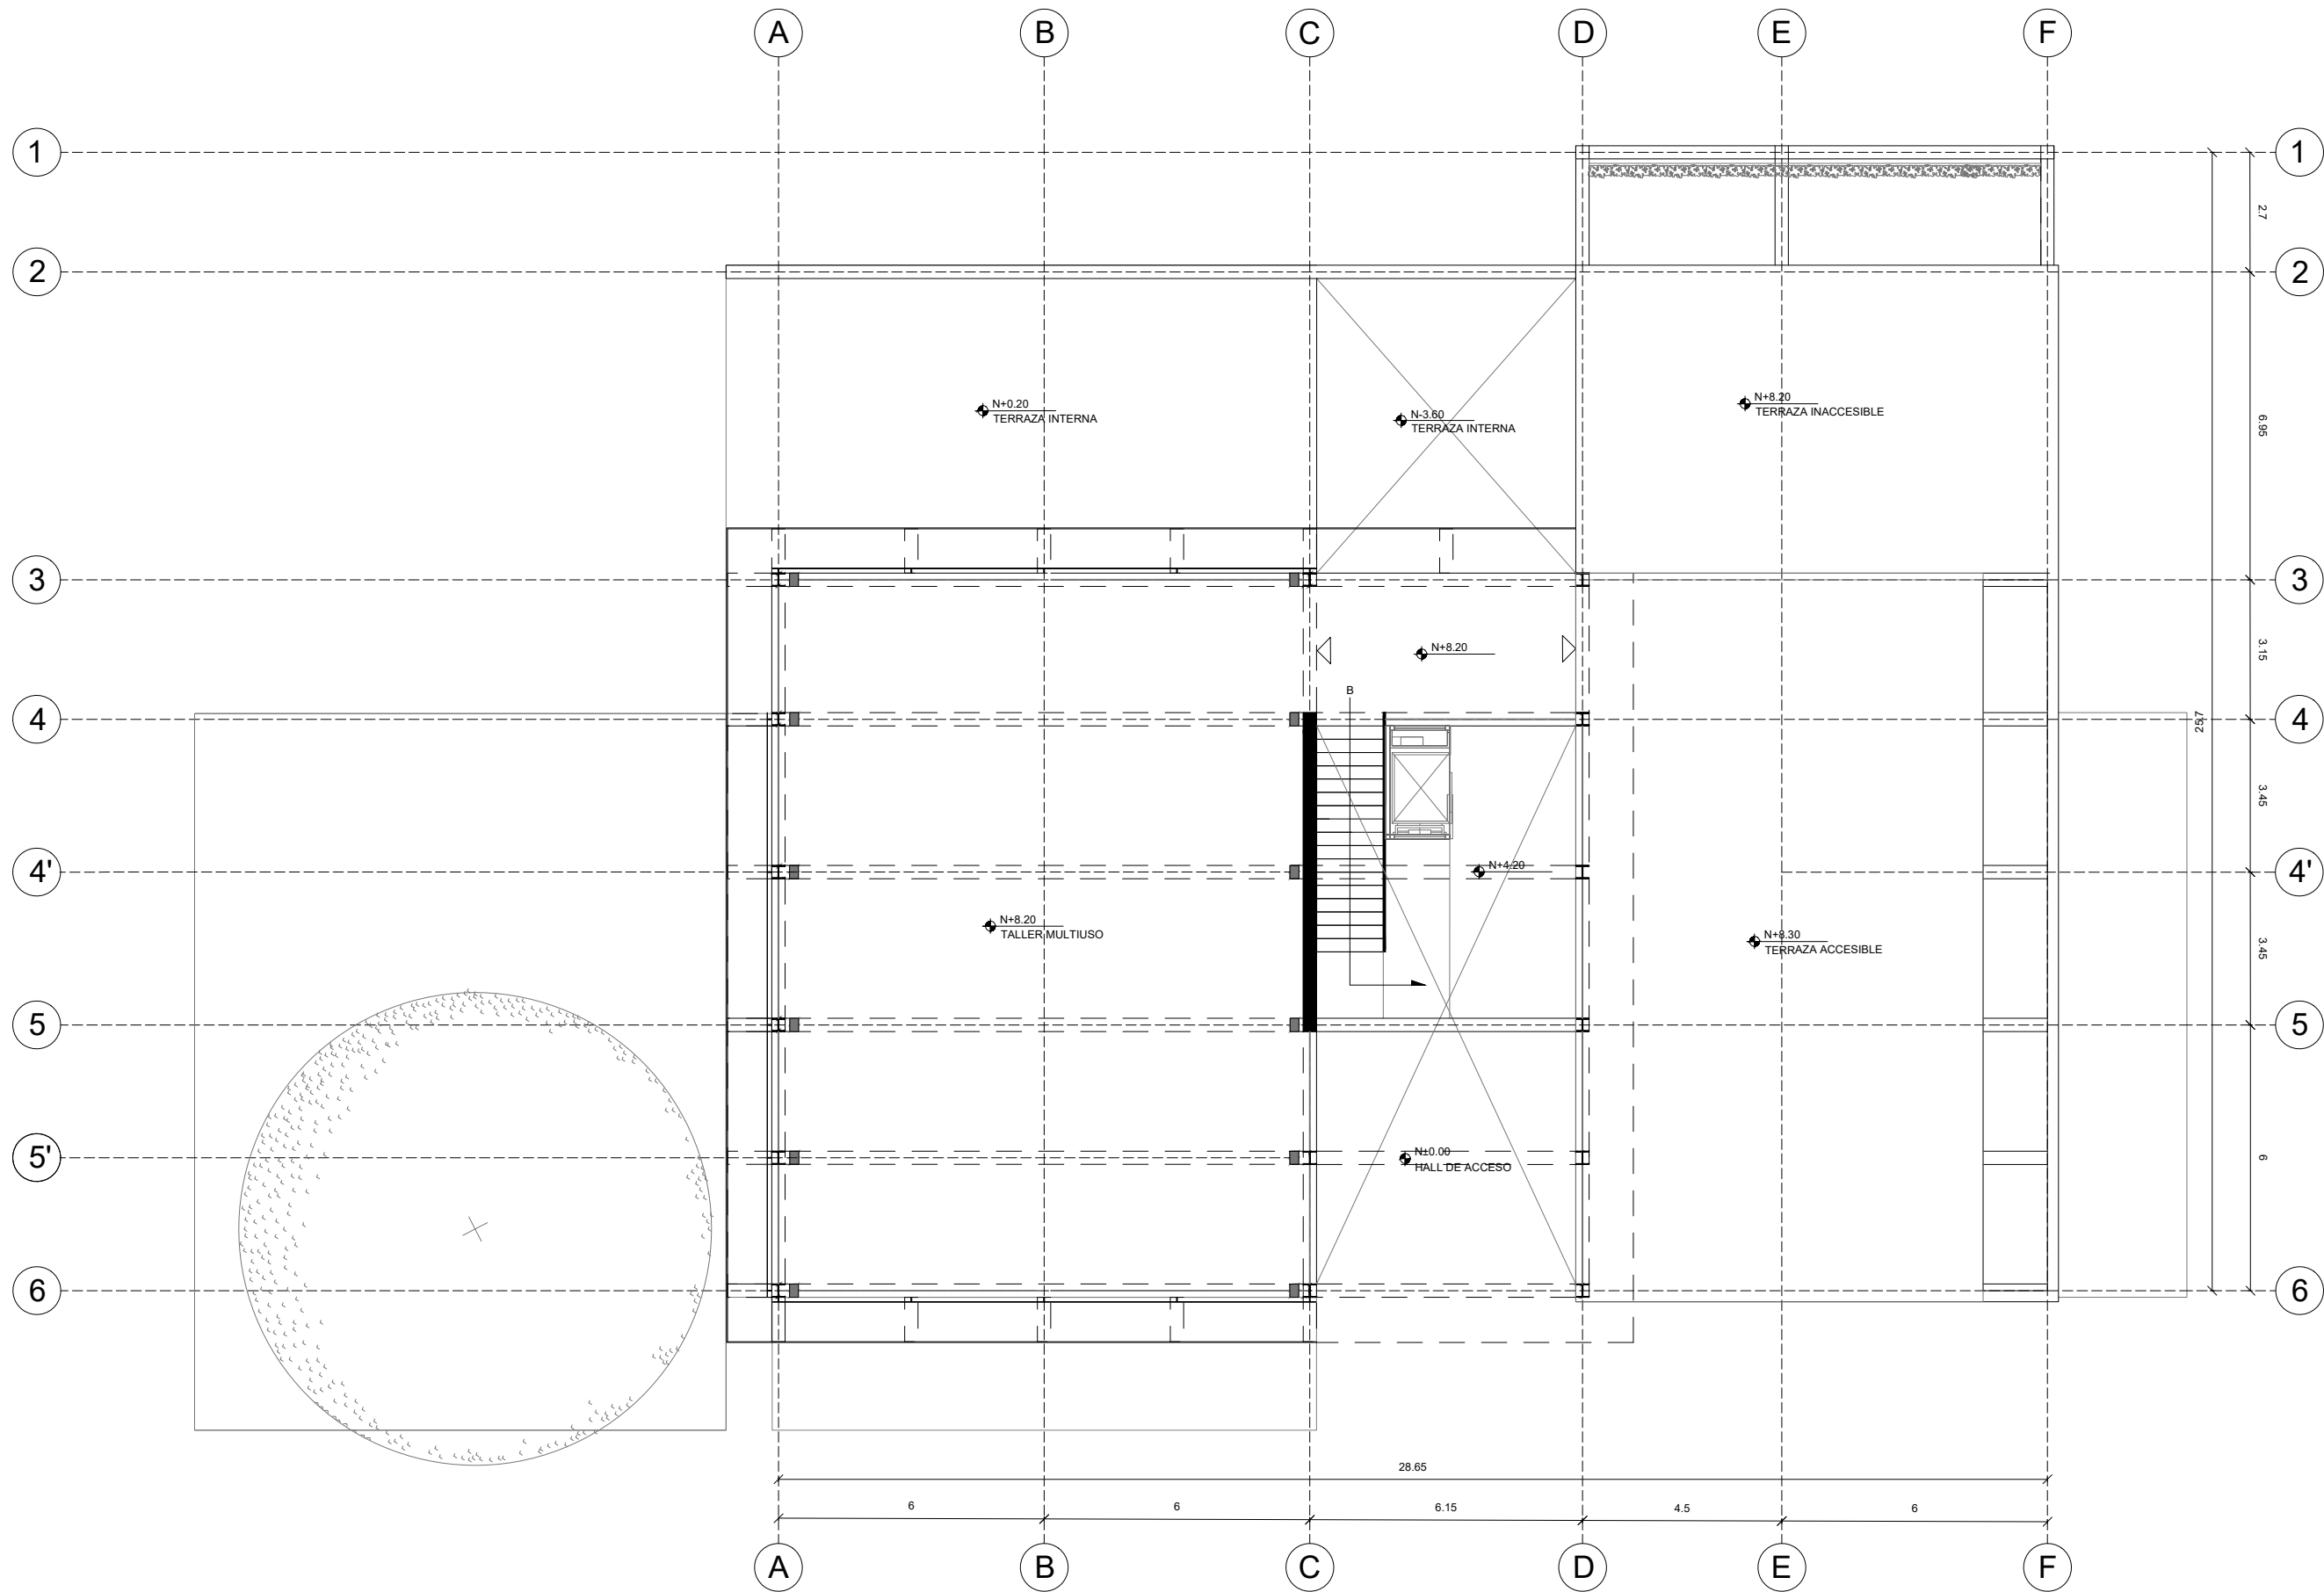 A B C D E F
1 1
2.7
2 2
N+8.20
TERRAZA INACCESIBLE
N+0.20
TERRAZA INTERNA
N-3.60
TERRAZA INTERNA
6.95
3 3
N+8.20
3.15
B
4 4
25.7
3.45
N+4.20
4' 4'
N+8.20
TALLER MULTIUSO
N+8.30
TERRAZA ACCESIBLE
3.45
5 5
N±0.00
HALL DE ACCESO
5'
6
6 6
28.65
6 6 6.15 4.5 6
A B C D E F